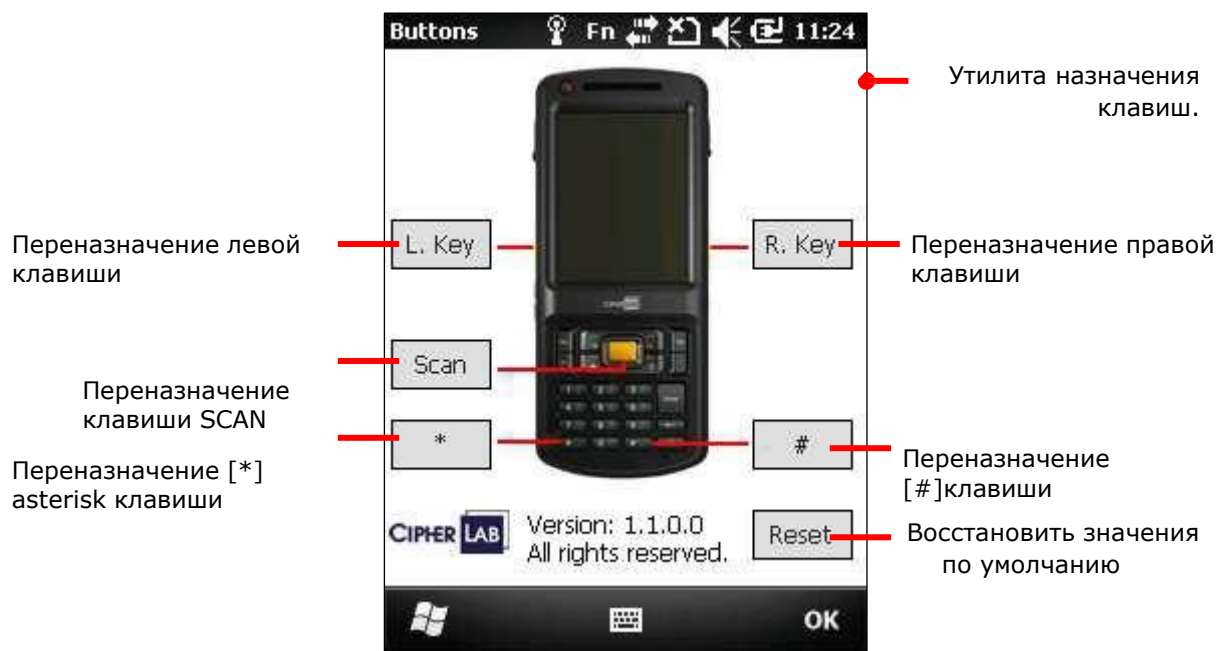 Buttons Fn 11:24
Утилита назначения
клавиш.
L. Key
R. Key
Переназначение левой
клавиши
Переназначение правой
клавиши
Scan
Переназначение
клавиши SCAN
*
#
Переназначение [*]
asterisk клавиши
Переназначение
[#]клавиши
CIPHER LAB
Version: 1.1.0.0
All rights reserved.
Reset
Восстановить значения
по умолчанию
OK